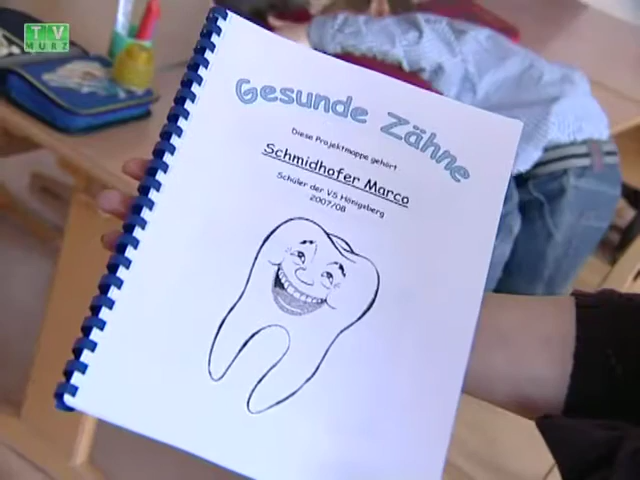 TV
MURZ
Gesunde Zähne
Diese Projektmappe gehört
Schmidhofer Marco
Schüler der VS Hönigsberg
2007/08